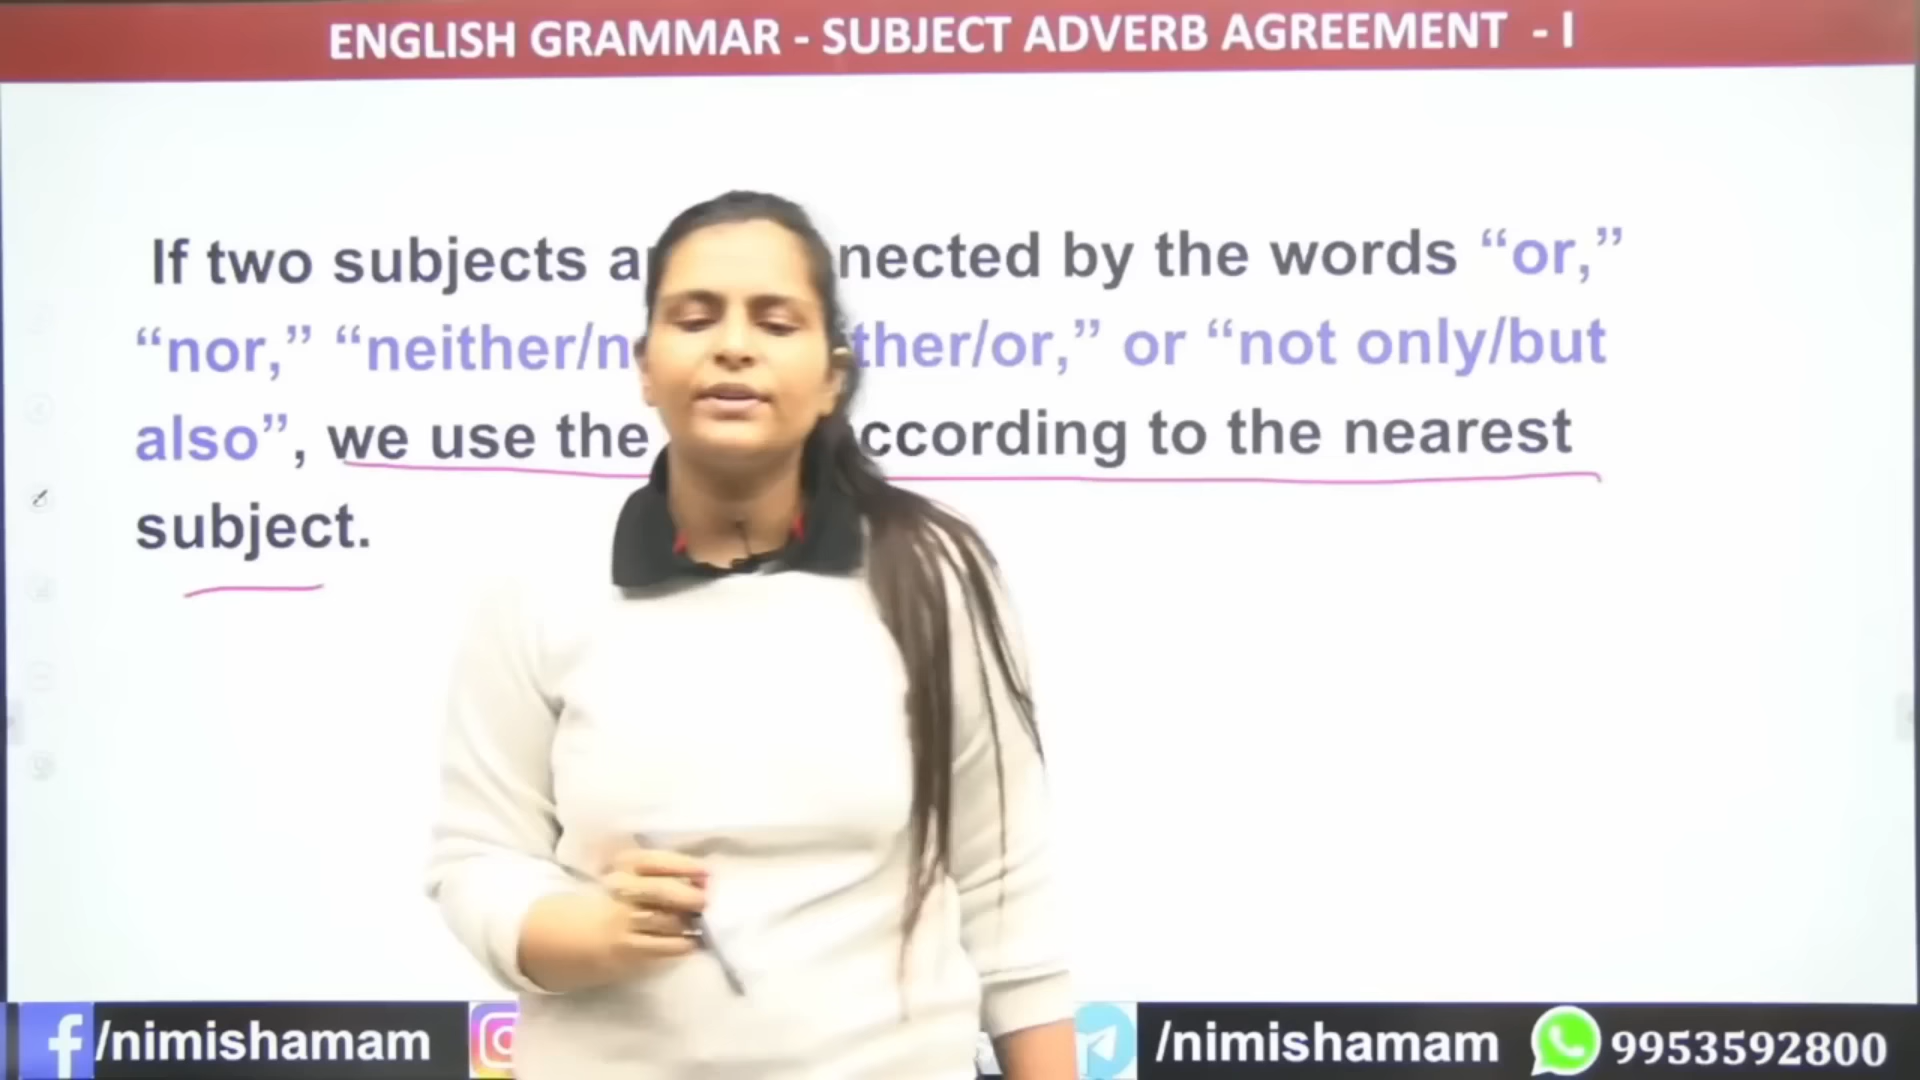 ENGLISH GRAMMAR - SUBJECT ADVERB AGREEMENT - I
If two subjects nected by the words “or,”
“nor,” “neither/n ther/or,” or “not only/but
also”, we use the ccording to the nearest
subject.
/nimishamam /nimishamam 9953592800